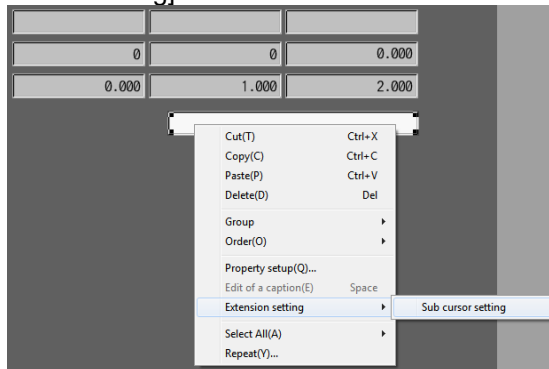 0 0 0.000
0.000 1.000 2.000
Cut(T) Ctrl+X
Copy(C) Ctrl+C
Paste(P) Ctrl+V
Delete(D) Del
Group
Order(O)
Property setup(Q)...
Edit of a caption(E) Space
Extension setting
Sub cursor setting
Select All(A)
Repeat(Y)...